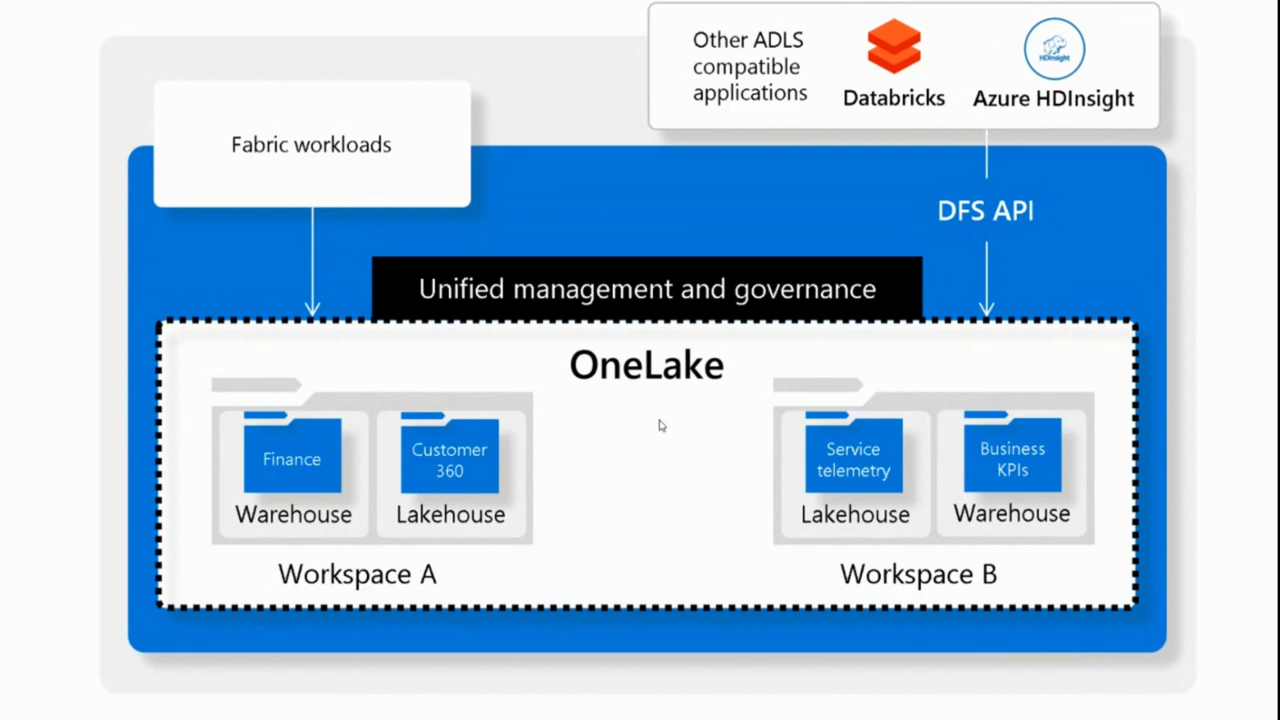 Other ADLS
compatible
applications
HDInsight
Databricks
Azure HDInsight
Fabric workloads
DFS API
Unified management and governance
OneLake
Finance
Customer
360
Service
telemetry
Business
KPIs
Warehouse
Lakehouse
Lakehouse
Warehouse
Workspace A
Workspace B